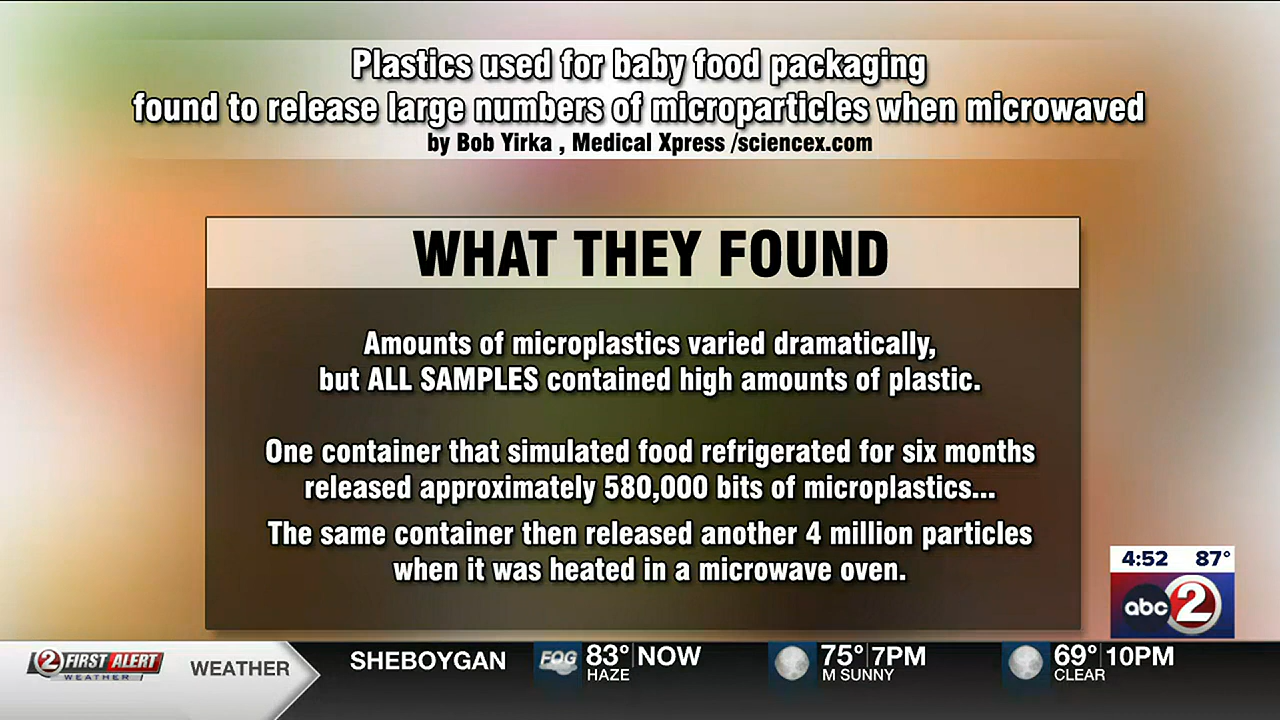 Plastics used for baby food packaging
found to release large numbers of microparticles when microwaved
by Bob Yirka , Medical Xpress /sciencex.com
WHAT THEY FOUND
Amounts of microplastics varied dramatically,
but ALL SAMPLES contained high amounts of plastic.
One container that simulated food refrigerated for six months
released approximately 580,000 bits of microplastics...
The same container then released another 4 million particles
when it was heated in a microwave oven.
4:52 87°
abc 2
2 FIRST ALERT
WEATHER
WEATHER
SHEBOYGAN
FOG
83° NOW
HAZE
75° 7PM
M SUNNY
69° 10PM
CLEAR